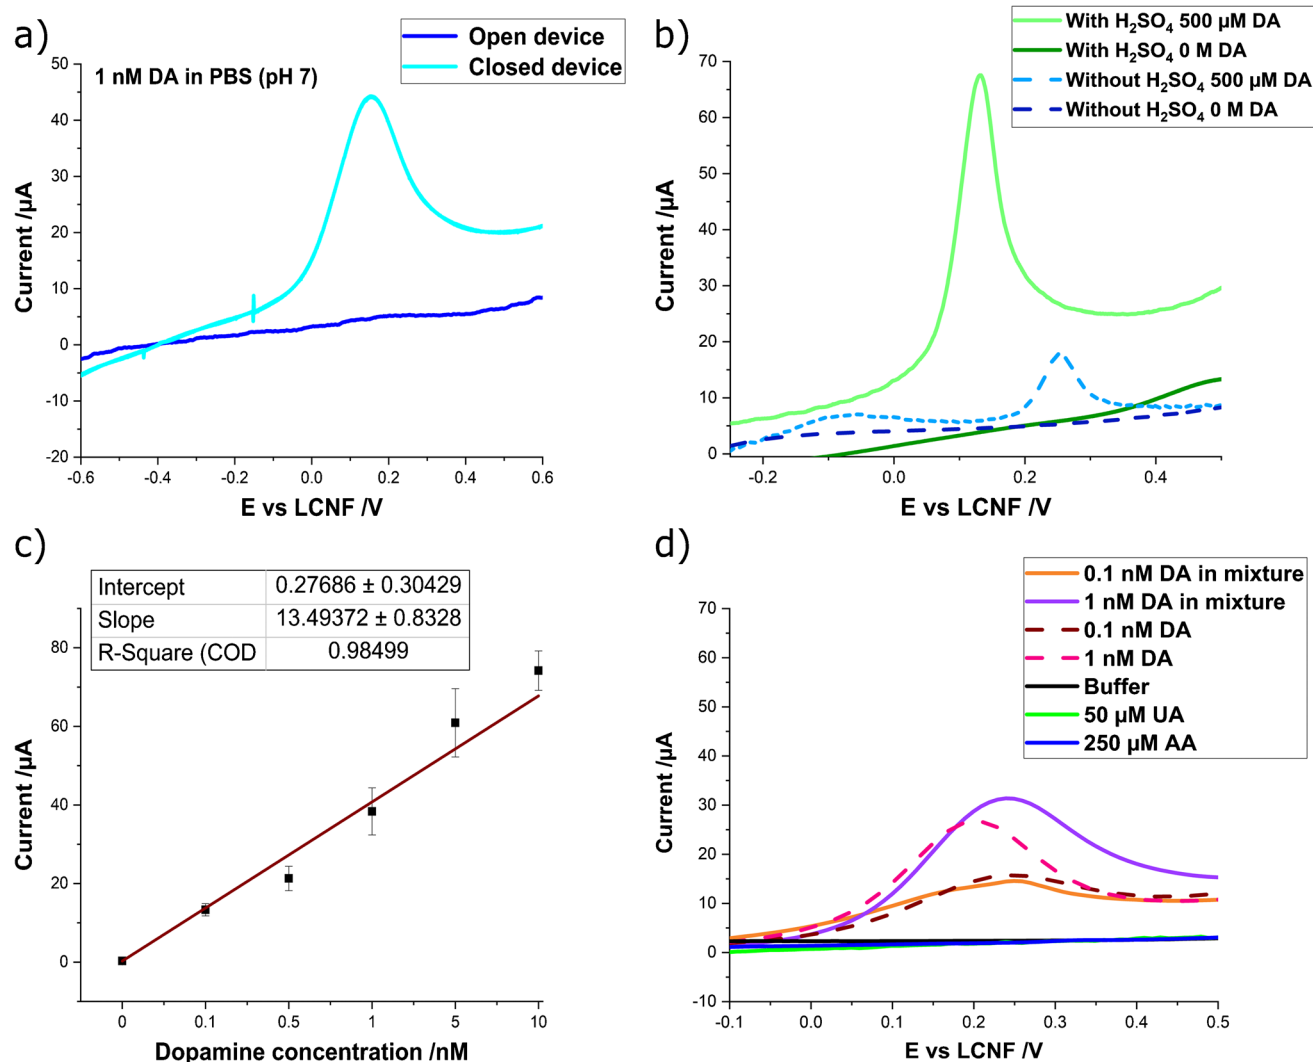 a)
Open device
Closed device
1 nM DA in PBS (pH 7)
50
40
30
20
10
0
-10
-20
Current /µA
-0.6
-0.4
-0.2
0.0
0.2
0.4
0.6
E vs LCNF /V
b)
With H₂SO₄ 500 µM DA
With H₂SO₄ 0 M DA
Without H₂SO₄ 500 µM DA
Without H₂SO₄ 0 M DA
70
60
50
40
30
20
10
0
Current /µA
-0.2
0.0
0.2
0.4
E vs LCNF /V
c)
Intercept 0.27686 ± 0.30429
Slope 13.49372 ± 0.8328
R-Square (COD 0.98499
80
60
40
20
0
Current /µA
0
0.1
0.5
1
5
10
Dopamine concentration /nM
d)
0.1 nM DA in mixture
1 nM DA in mixture
0.1 nM DA
1 nM DA
Buffer
50 µM UA
250 µM AA
70
60
50
40
30
20
10
0
-10
Current /µA
-0.1
0.0
0.1
0.2
0.3
0.4
0.5
E vs LCNF /V